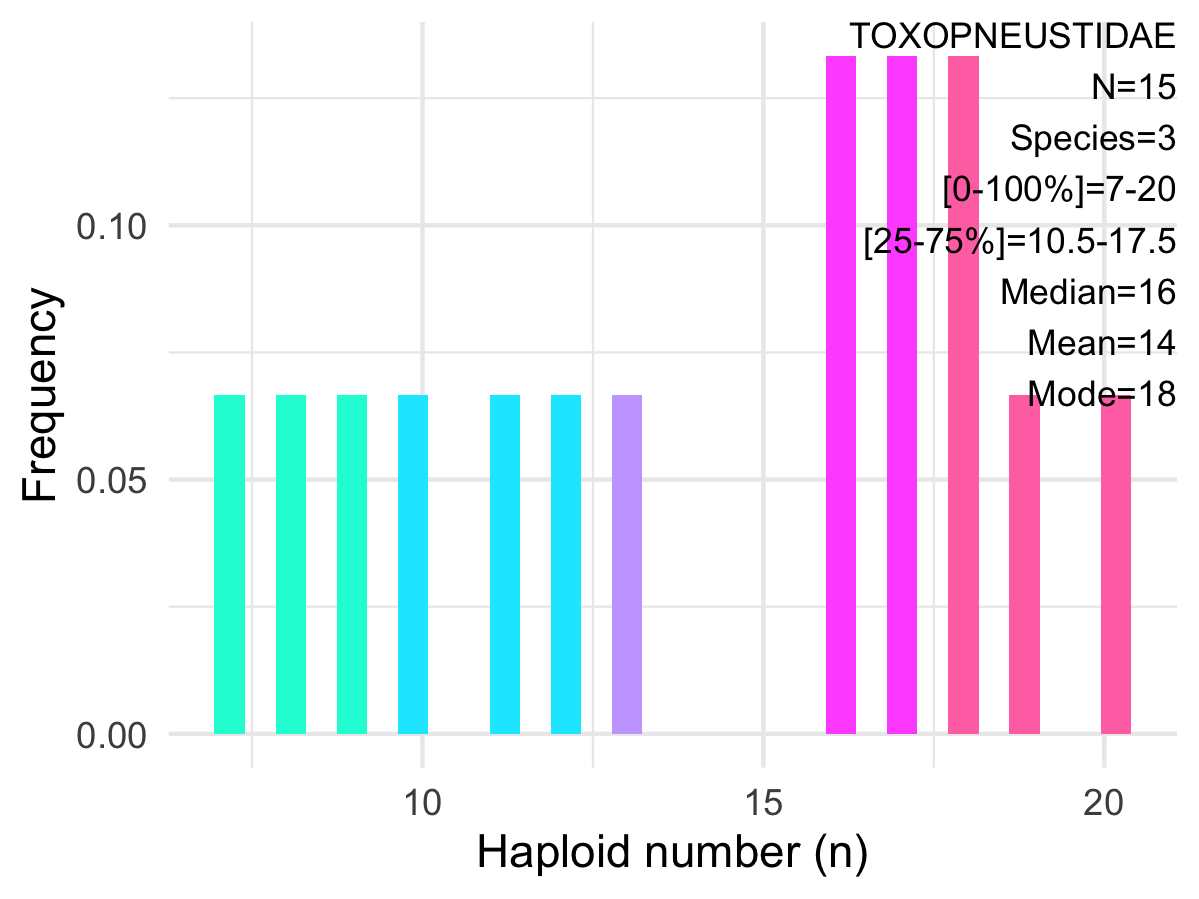 TOXOPNEUSTIDAE
N=15
Species=3
[0-100%]=7-20
[25-75%]=10.5-17.5
Median=16
Mean=14
Mode=18
Frequency
0.10
0.05
0.00
10 15 20
Haploid number (n)